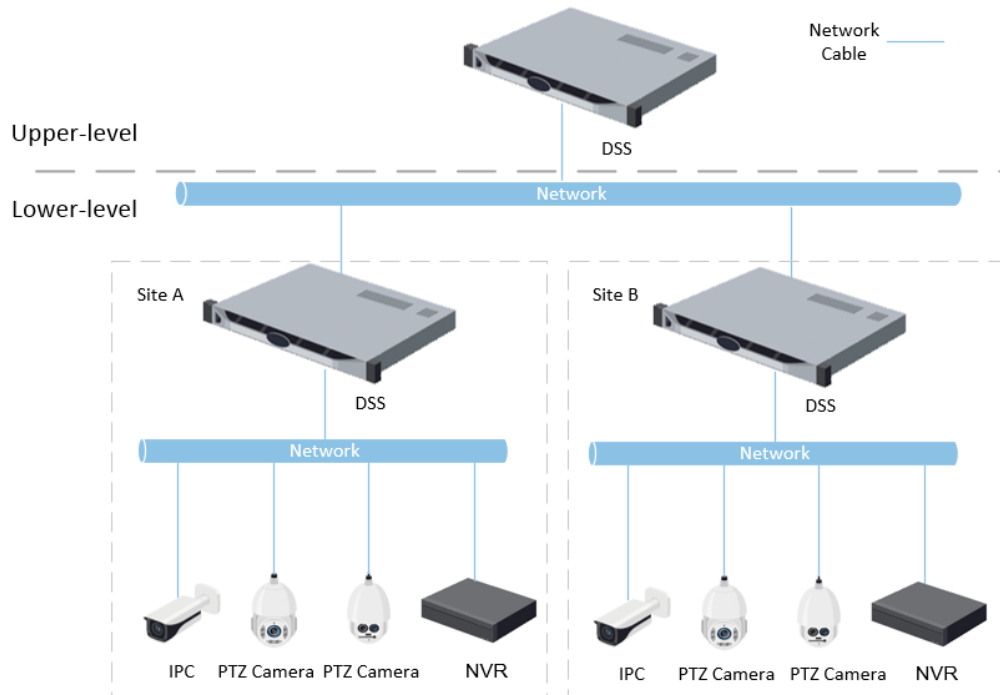 Network
Cable
DSS
Upper-level
Network
Lower-level
Site A
Site B
DSS
DSS
Network
Network
IPC
PTZ Camera
PTZ Camera
NVR
IPC
PTZ Camera
PTZ Camera
NVR